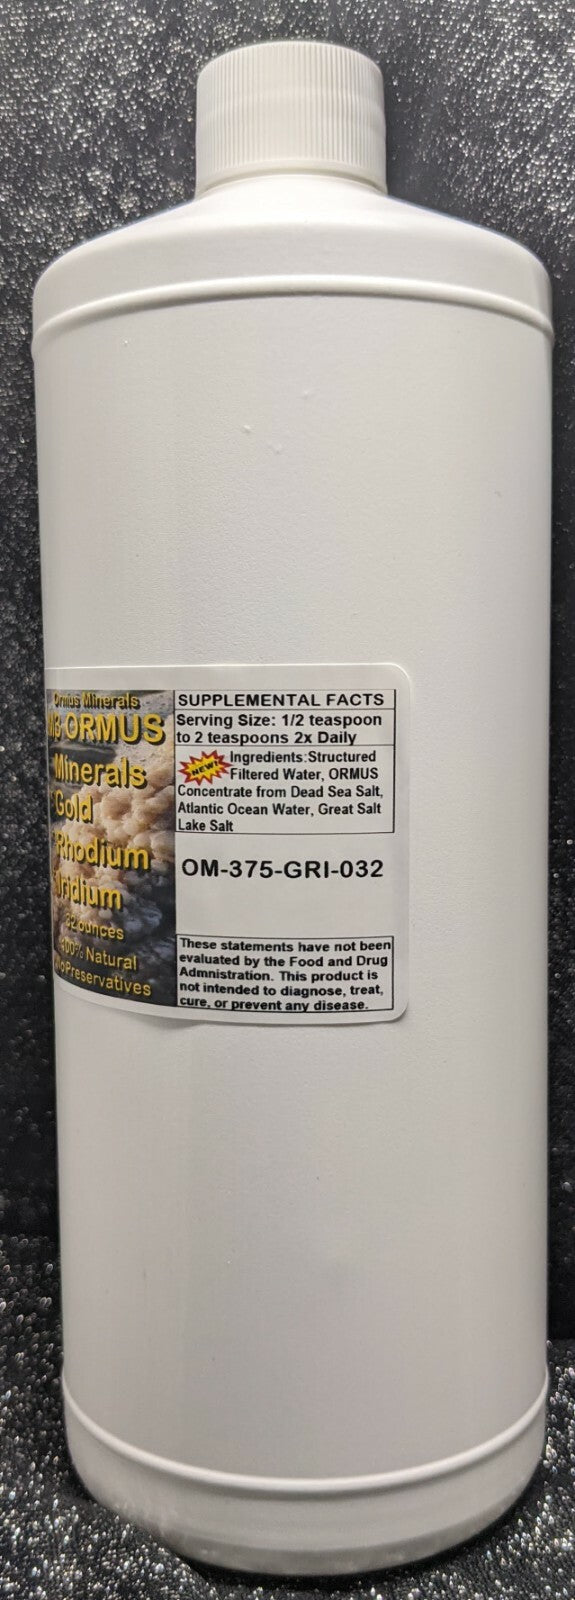 Ormus Minerals
ORMUS
Minerals
Gold
Rhodium
Iridium
32 ounces
100% Natural
No Preservatives
SUPPLEMENTAL FACTS
Serving Size: 1/2 teaspoon
to 2 teaspoons 2x Daily
NEW! Ingredients:Structured
Filtered Water, ORMUS
Concentrate from Dead Sea Salt,
Atlantic Ocean Water, Great Salt
Lake Salt
OM-375-GRI-032
These statements have not been
evaluated by the Food and Drug
Admnistration. This product is
not intended to diagnose, treat,
cure, or prevent any disease.